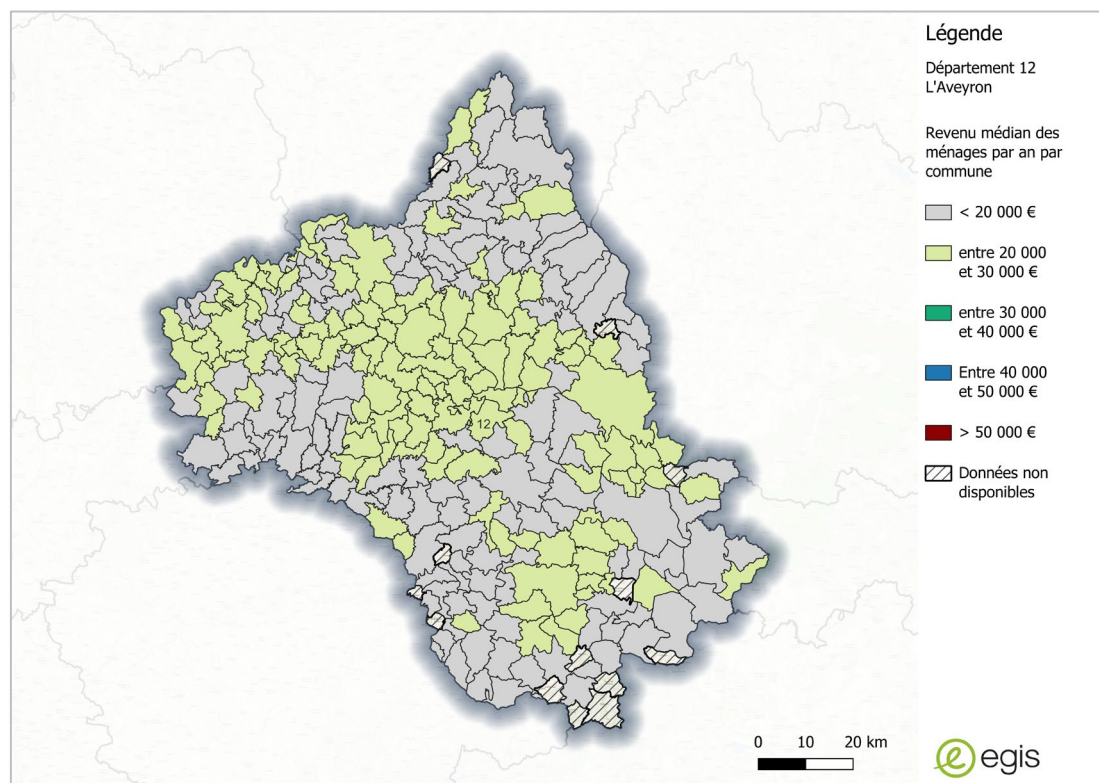 Légende
Département 12
L'Aveyron
Revenu médian des
ménages par an par
commune
< 20 000 €
entre 20 000
et 30 000 €
entre 30 000
et 40 000 €
Entre 40 000
et 50 000 €
> 50 000 €
Données non
disponibles
12
0 10 20 km
egis